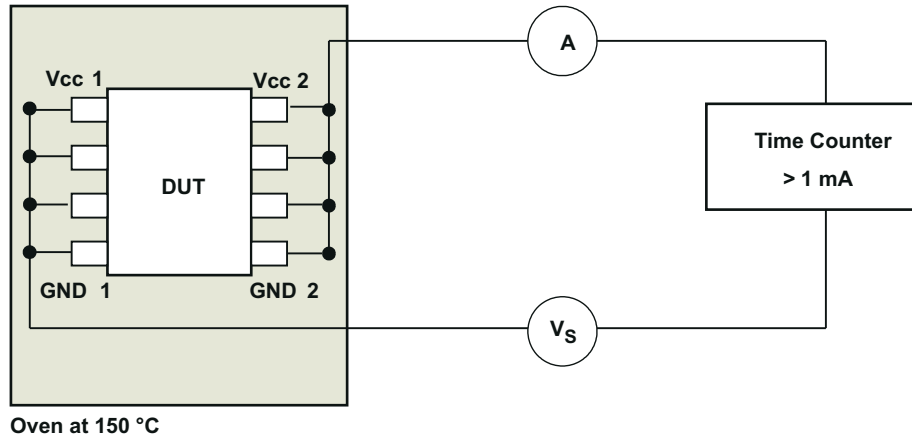 A
Vcc 1
Vcc 2
Time Counter
> 1 mA
DUT
GND 1
GND 2
VS
Oven at 150 °C